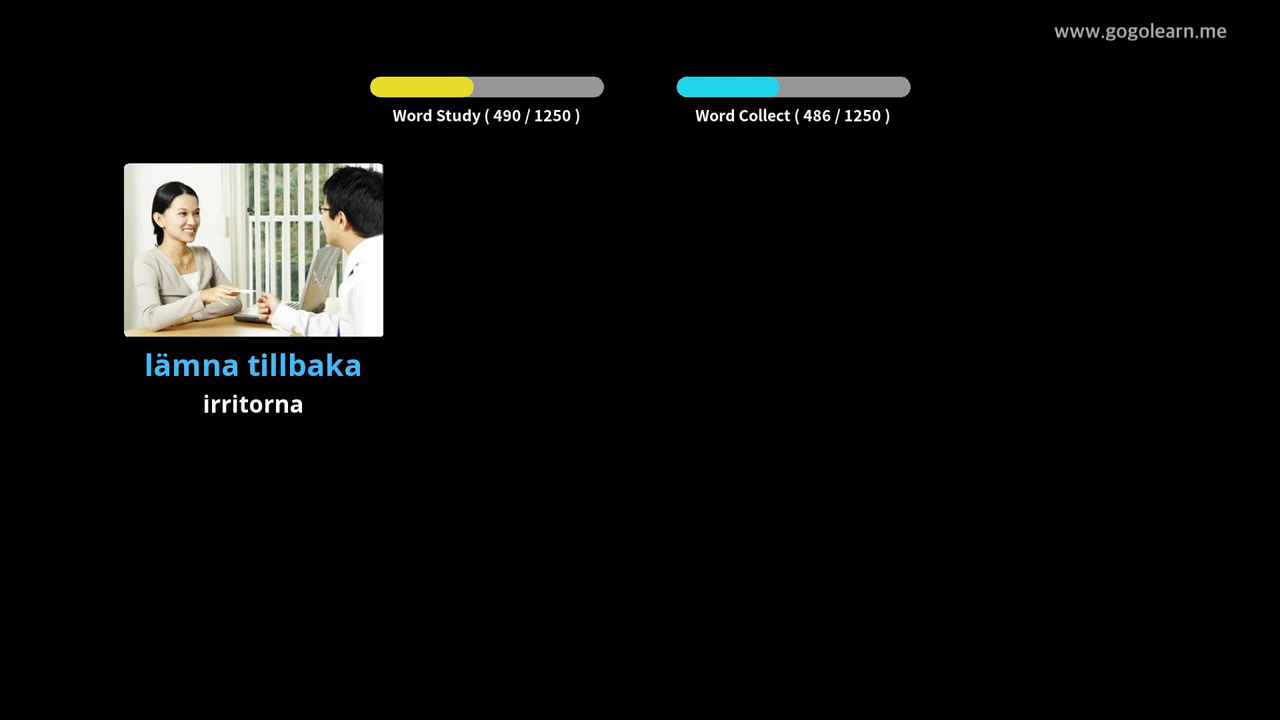 www.gogolearn.me
Word Study ( 490 / 1250 )
Word Collect ( 486 / 1250 )
lämna tillbaka
irritorna